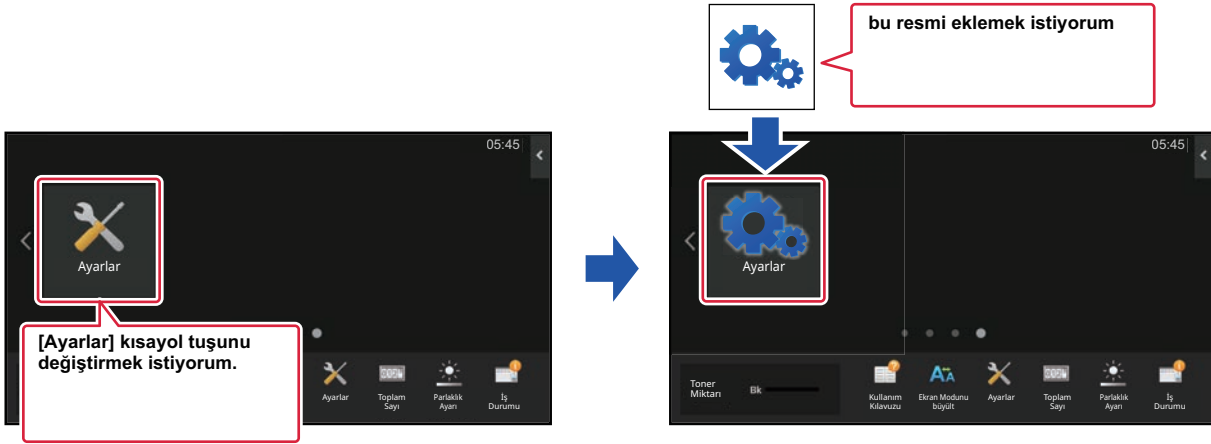 bu resmi eklemek istiyorum
05:45
Ayarlar
[Ayarlar] kısayol tuşunu
değiştirmek istiyorum.
Ayarlar
Toplam
Sayı
Parlaklık
Ayarı
İş
Durumu
05:45
Ayarlar
Toner
Miktarı
Bk
Kullanım
Kılavuzu
Ekran Modunu
büyült
Ayarlar
Toplam
Sayı
Parlaklık
Ayarı
İş
Durumu